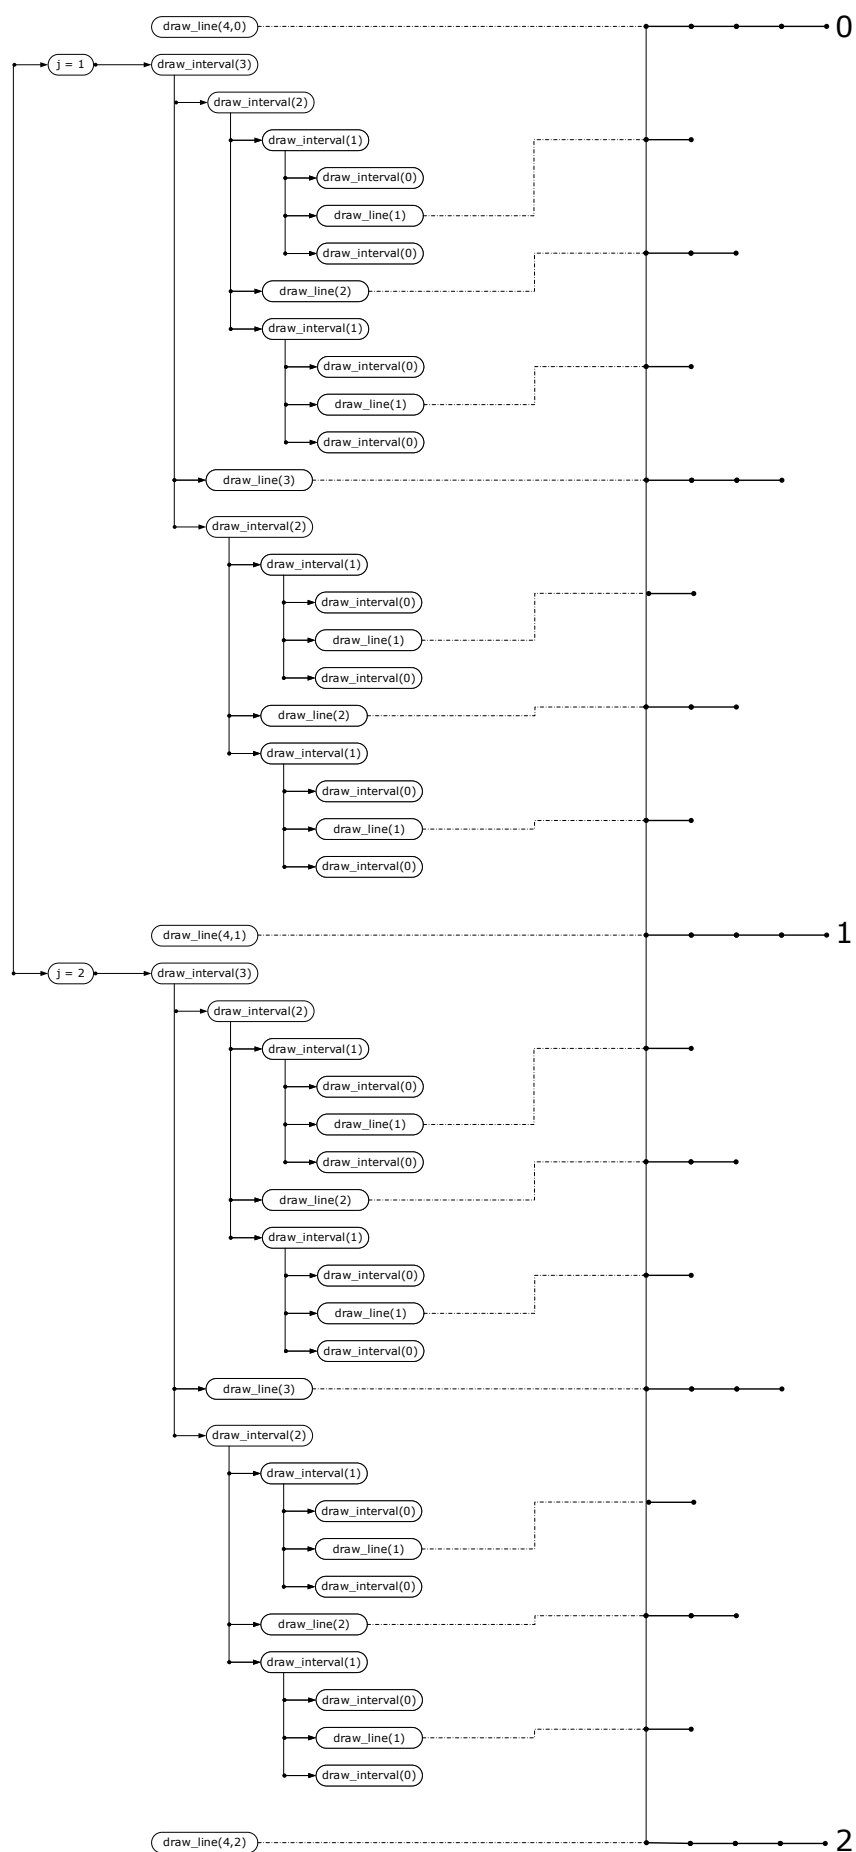 draw_line(4,0) 0
j = 1 draw_interval(3)
draw_interval(2)
draw_interval(1)
draw_interval(0)
draw_line(1)
draw_interval(0)
draw_line(2)
draw_interval(1)
draw_interval(0)
draw_line(1)
draw_interval(0)
draw_line(3)
draw_interval(2)
draw_interval(1)
draw_interval(0)
draw_line(1)
draw_interval(0)
draw_line(2)
draw_interval(1)
draw_interval(0)
draw_line(1)
draw_interval(0)
draw_line(4,1) 1
j = 2 draw_interval(3)
draw_interval(2)
draw_interval(1)
draw_interval(0)
draw_line(1)
draw_interval(0)
draw_line(2)
draw_interval(1)
draw_interval(0)
draw_line(1)
draw_interval(0)
draw_line(3)
draw_interval(2)
draw_interval(1)
draw_interval(0)
draw_line(1)
draw_interval(0)
draw_line(2)
draw_interval(1)
draw_interval(0)
draw_line(1)
draw_interval(0)
draw_line(4,2) 2